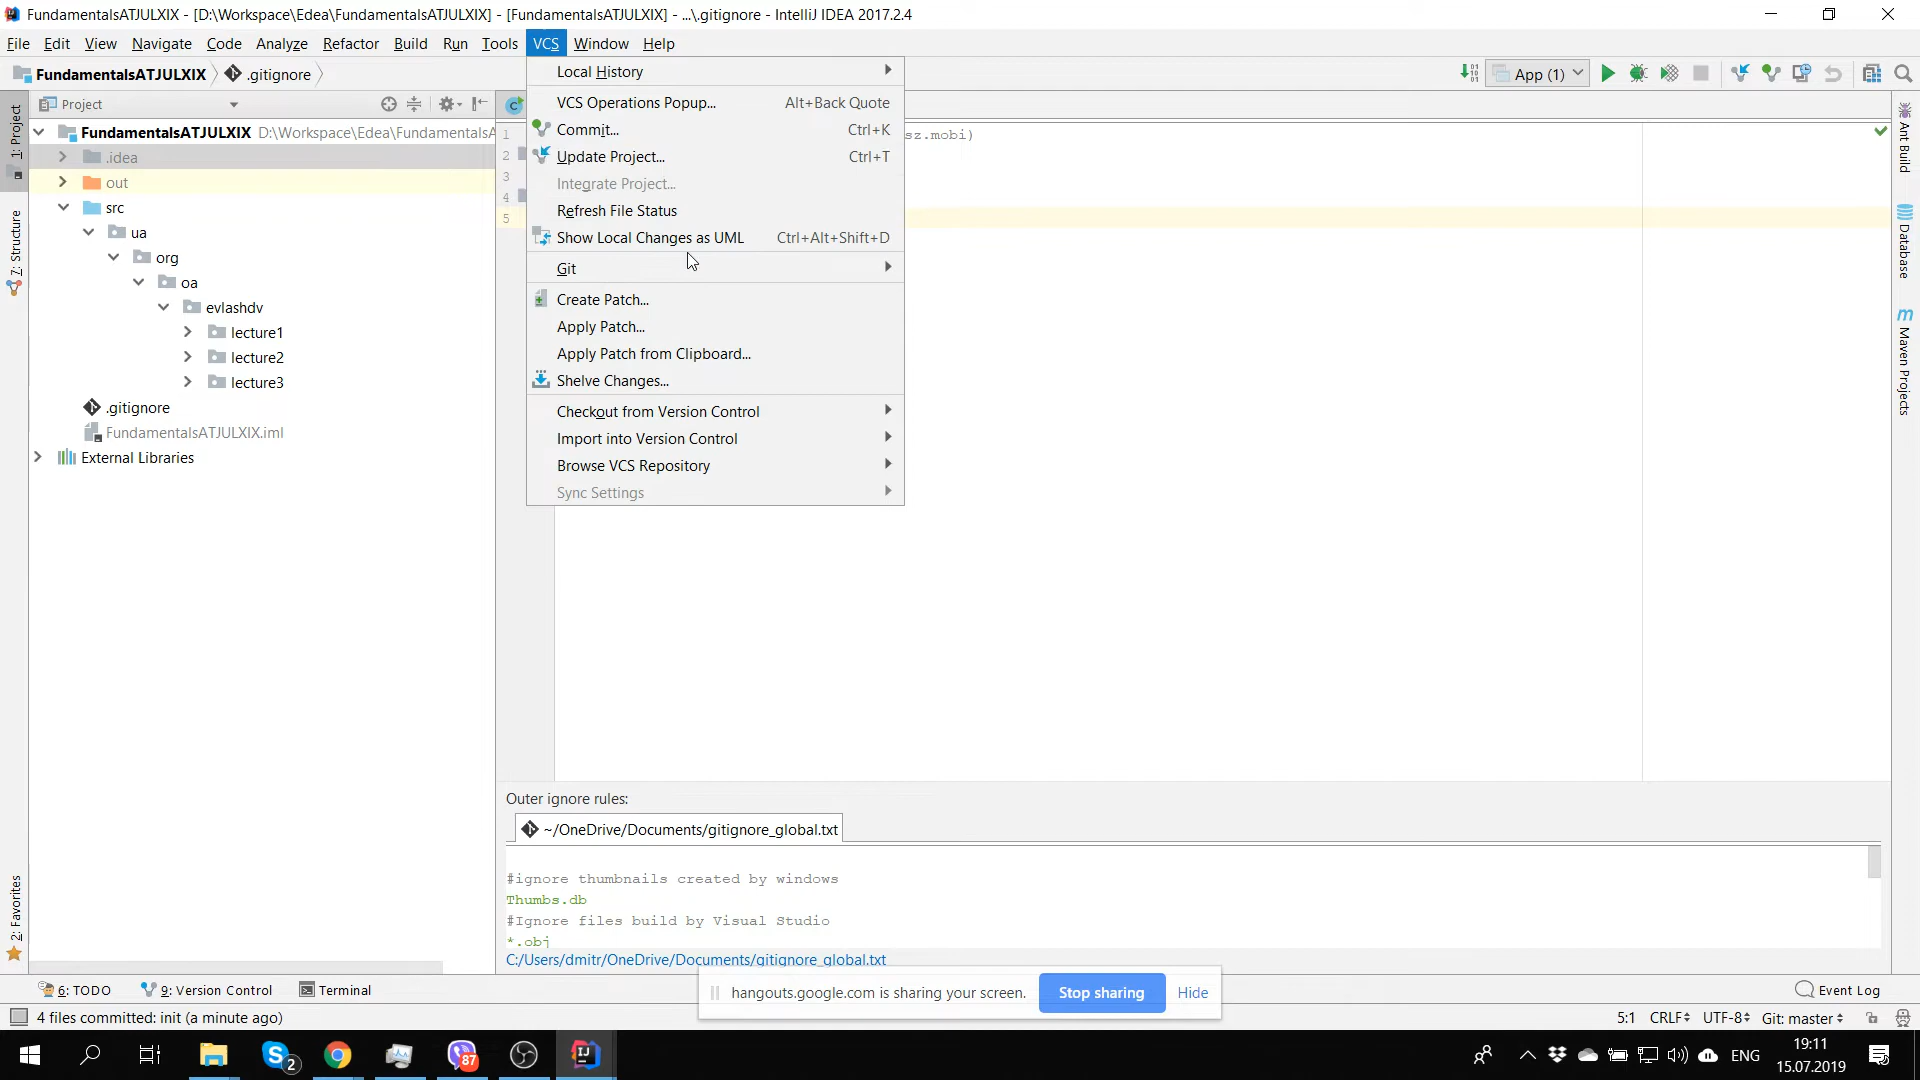 FundamentalsATJULXIX - [D:\Workspace\Edea\FundamentalsATJULXIX] - [FundamentalsATJULXIX] - ...\.gitignore - IntelliJ IDEA 2017.2.4
File Edit View Navigate Code Analyze Refactor Build Run Tools VCS Window Help
FundamentalsATJULXIX .gitignore
App (1)
Project
1: Project
7: Structure
2: Favorites
FundamentalsATJULXIX D:\Workspace\Edea\FundamentalsA
.idea
out
src
ua
org
oa
evlashdv
lecture1
lecture2
lecture3
.gitignore
FundamentalsATJULXIX.iml
External Libraries
Local History
VCS Operations Popup... Alt+Back Quote
Commit... Ctrl+K
Update Project... Ctrl+T
Integrate Project...
Refresh File Status
Show Local Changes as UML Ctrl+Alt+Shift+D
Git
Create Patch...
Apply Patch...
Apply Patch from Clipboard...
Shelve Changes...
Checkout from Version Control
Import into Version Control
Browse VCS Repository
Sync Settings
1
2
3
4
5
sz.mobi)
Ant Build
Database
Maven Projects
Outer ignore rules:
~/OneDrive/Documents/gitignore_global.txt
#ignore thumbnails created by windows
Thumbs.db
#Ignore files build by Visual Studio
*.obj
C:/Users/dmitr/OneDrive/Documents/gitignore_global.txt
6: TODO 9: Version Control Terminal
hangouts.google.com is sharing your screen. Stop sharing Hide
Event Log
4 files committed: init (a minute ago)
5:1 CRLF UTF-8 Git: master
2
87
ENG
19:11
15.07.2019